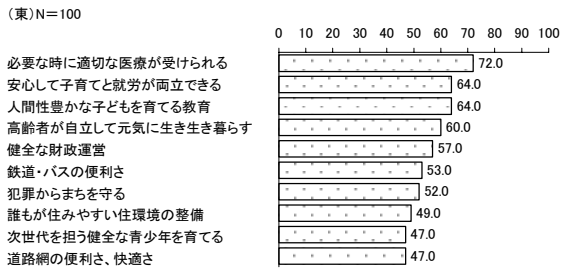 （東）N＝100
0 10 20 30 40 50 60 70 80 90 100
必要な時に適切な医療が受けられる 72.0
安心して子育てと就労が両立できる 64.0
人間性豊かな子どもを育てる教育 64.0
高齢者が自立して元気に生き生き暮らす 60.0
健全な財政運営 57.0
鉄道・バスの便利さ 53.0
犯罪からまちを守る 52.0
誰もが住みやすい住環境の整備 49.0
次世代を担う健全な青少年を育てる 47.0
道路網の便利さ、快適さ 47.0